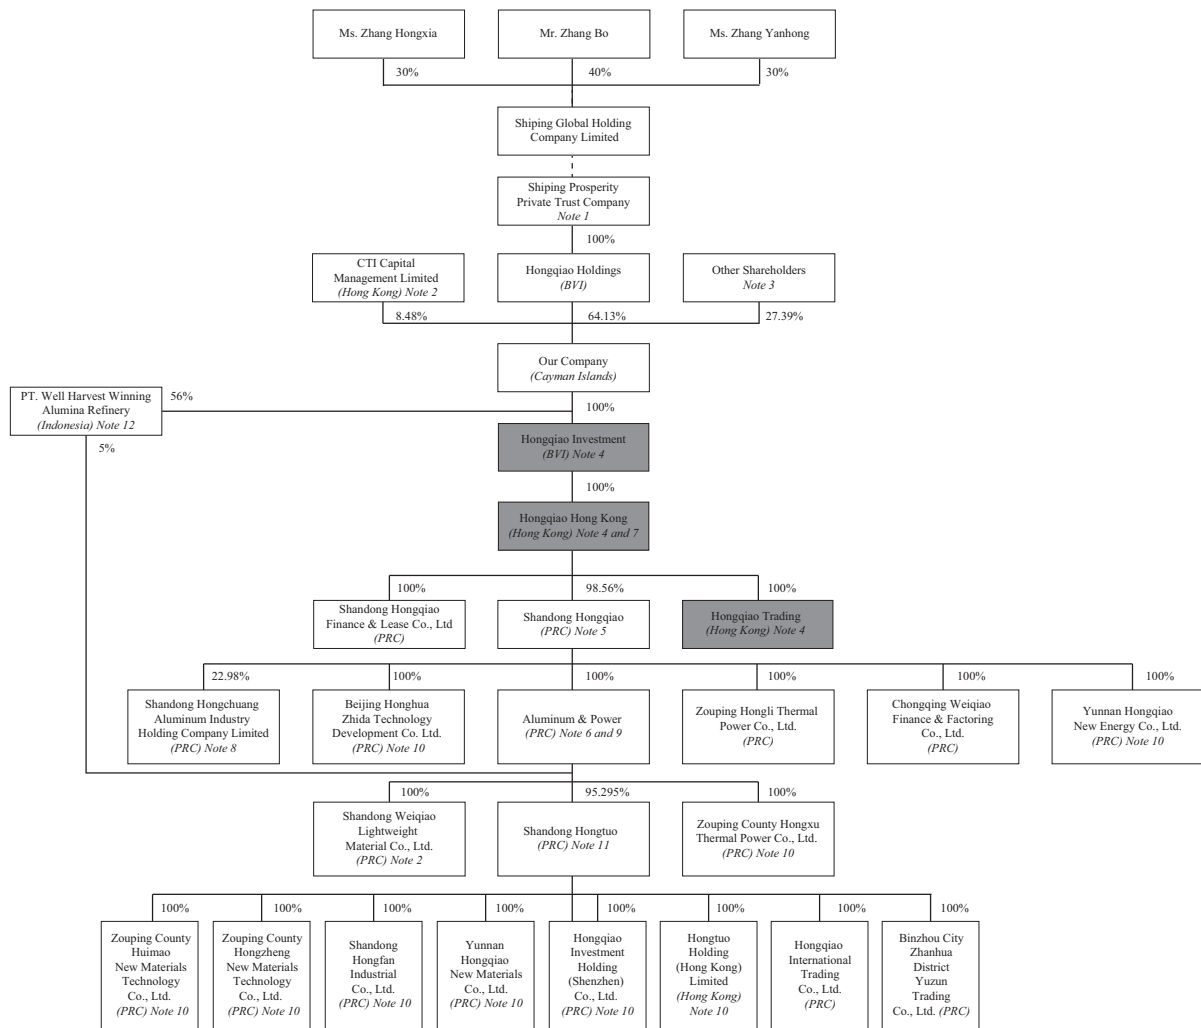 Ms. Zhang Hongxia
Mr. Zhang Bo
Ms. Zhang Yanhong
30%
40%
30%
Shiping Global Holding
Company Limited
Shiping Prosperity
Private Trust Company
Note 1
100%
CTI Capital
Management Limited
(Hong Kong) Note 2
Hongqiao Holdings
(BVI)
Other Shareholders
Note 3
8.48%
64.13%
27.39%
Our Company
(Cayman Islands)
PT. Well Harvest Winning
Alumina Refinery
(Indonesia) Note 12
56%
5%
100%
Hongqiao Investment
(BVI) Note 4
100%
Hongqiao Hong Kong
(Hong Kong) Note 4 and 7
100%
98.56%
100%
Shandong Hongqiao
Finance & Lease Co., Ltd
(PRC)
Shandong Hongqiao
(PRC) Note 5
Hongqiao Trading
(Hong Kong) Note 4
22.98%
100%
100%
100%
100%
100%
Shandong Hongchuang
Aluminum Industry
Holding Company Limited
(PRC) Note 8
Beijing Honghua
Zhida Technology
Development Co. Ltd.
(PRC) Note 10
Aluminum & Power
(PRC) Note 6 and 9
Zouping Hongli Thermal
Power Co., Ltd.
(PRC)
Chongqing Weiqiao
Finance & Factoring
Co., Ltd.
(PRC)
Yunnan Hongqiao
New Energy Co., Ltd.
(PRC) Note 10
100%
95.295%
100%
Shandong Weiqiao
Lightweight
Material Co., Ltd.
(PRC) Note 2
Shandong Hongtuo
(PRC) Note 11
Zouping County Hongxu
Thermal Power Co., Ltd.
(PRC) Note 10
100%
100%
100%
100%
100%
100%
100%
100%
Zouping County
Huimao
New Materials
Technology
Co., Ltd.
(PRC) Note 10
Zouping County
Hongzheng
New Materials
Technology
Co., Ltd.
(PRC) Note 10
Shandong
Hongfan
Industrial
Co., Ltd.
(PRC) Note 10
Yunnan
Hongqiao
New Materials
Co., Ltd.
(PRC) Note 10
Hongqiao
Investment
Holding
(Shenzhen)
Co., Ltd.
(PRC) Note 10
Hongtuo
Holding
(Hong Kong)
Limited
(Hong Kong)
Note 10
Hongqiao
International
Trading
Co., Ltd.
(PRC)
Binzhou City
Zhanhua
District
Yuzun
Trading
Co., Ltd. (PRC)